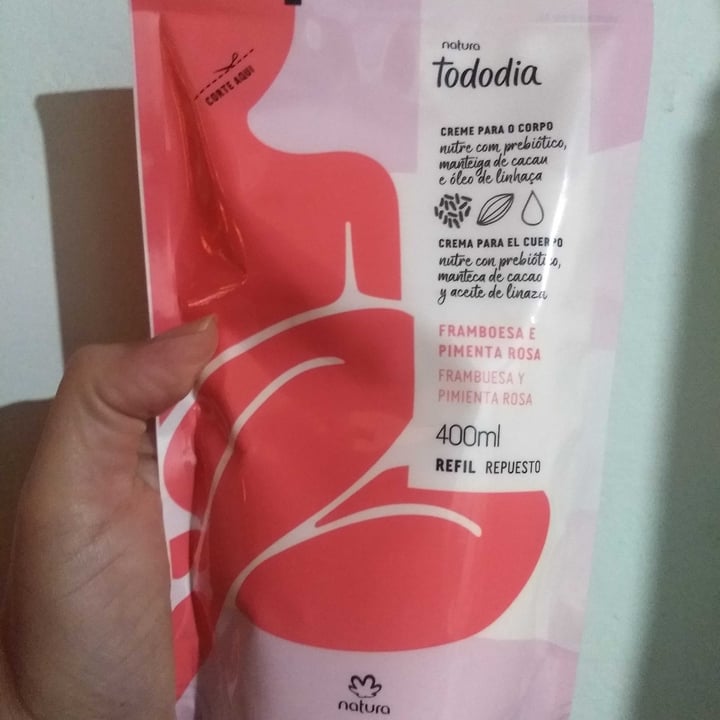 CORTE AQUI
natura
tododia
CREME PARA O CORPO
nutre com prebiótico,
manteiga de cacau
e óleo de linhaça
CREMA PARA EL CUERPO
nutre con prebiótico,
manteca de cacao
y aceite de linaza
FRAMBOESA E
PIMENTA ROSA
FRAMBUESA Y
PIMIENTA ROSA
400ml
REFIL REPUESTO
natura